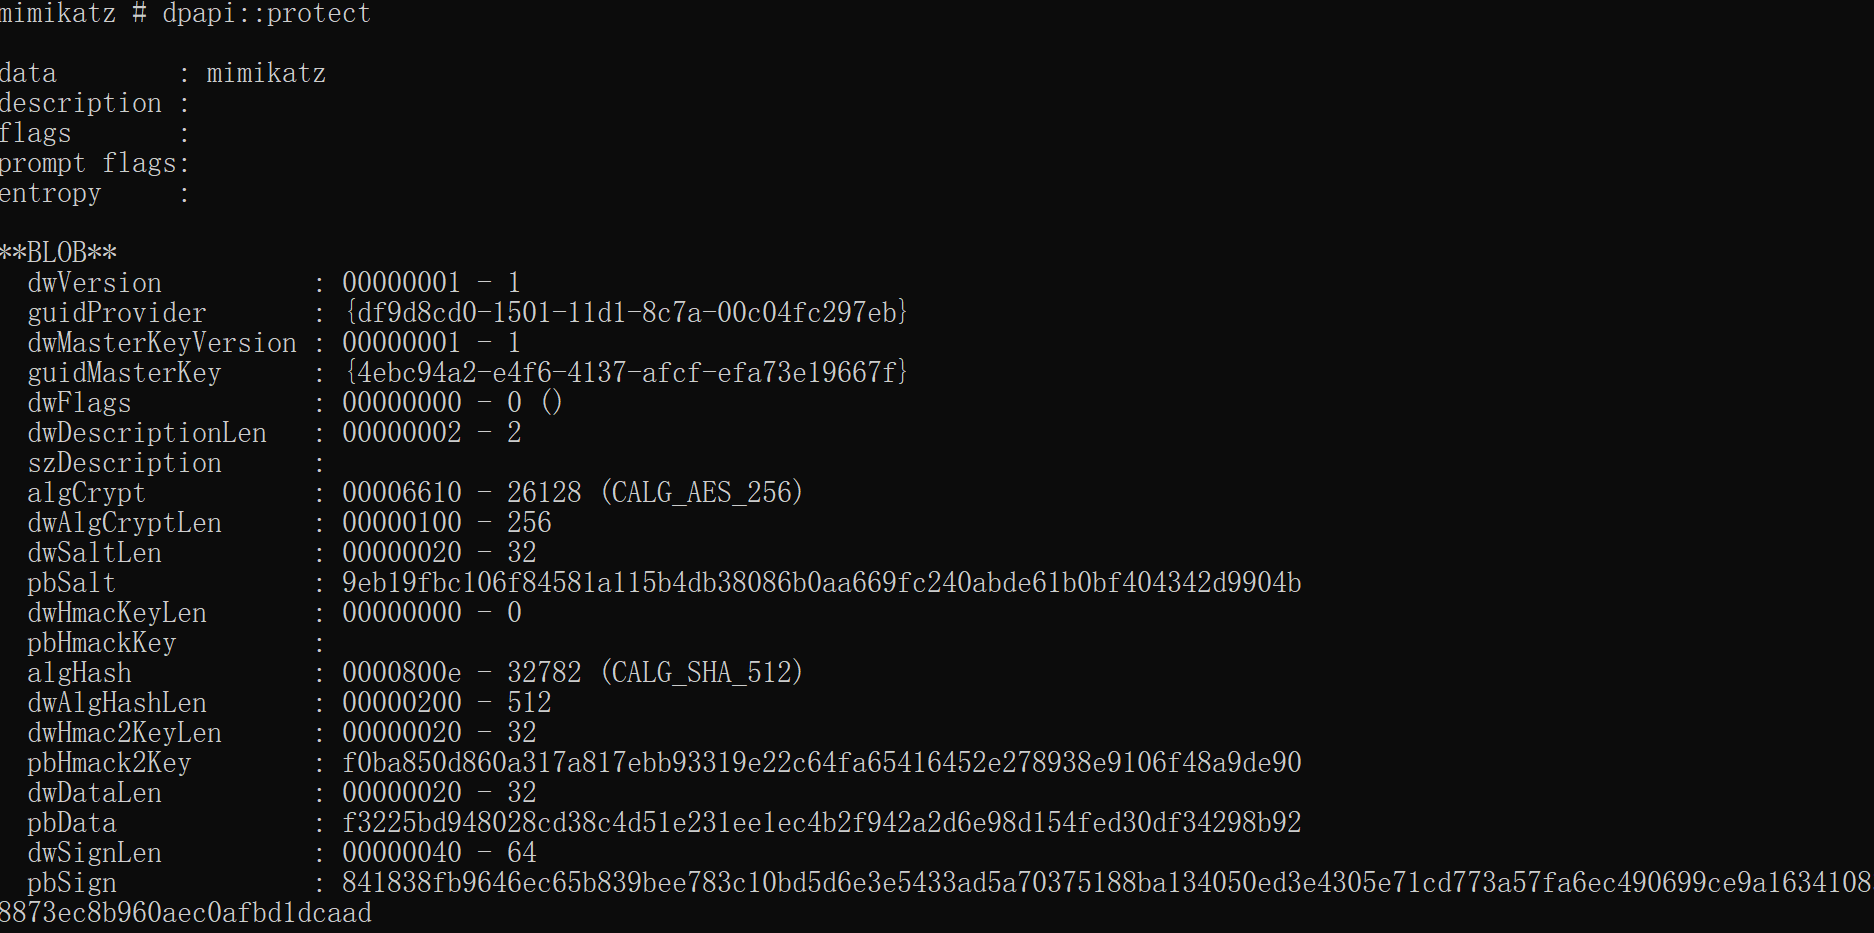 mimikatz # dpapi::protect
data : mimikatz
description :
flags :
prompt flags:
entropy :
**BLOB**
dwVersion : 00000001 - 1
guidProvider : {df9d8cd0-1501-11d1-8c7a-00c04fc297eb}
dwMasterKeyVersion : 00000001 - 1
guidMasterKey : {4ebc94a2-e4f6-4137-afcf-efa73e19667f}
dwFlags : 00000000 - 0 ()
dwDescriptionLen : 00000002 - 2
szDescription :
algCrypt : 00006610 - 26128 (CALG_AES_256)
dwAlgCryptLen : 00000100 - 256
dwSaltLen : 00000020 - 32
pbSalt : 9eb19fbc106f84581a115b4db38086b0aa669fc240abde61b0bf404342d9904b
dwHmacKeyLen : 00000000 - 0
pbHmackKey :
algHash : 0000800e - 32782 (CALG_SHA_512)
dwAlgHashLen : 00000200 - 512
dwHmac2KeyLen : 00000020 - 32
pbHmack2Key : f0ba850d860a317a817ebb93319e22c64fa65416452e278938e9106f48a9de90
dwDataLen : 00000020 - 32
pbData : f3225bd948028cd38c4d51e231ee1ec4b2f942a2d6e98d154fed30df34298b92
dwSignLen : 00000040 - 64
pbSign : 841838fb9646ec65b839bee783c10bd5d6e3e5433ad5a70375188ba134050ed3e4305e71cd773a57fa6ec490699ce9a1634108
8873ec8b960aec0afbd1dcaad